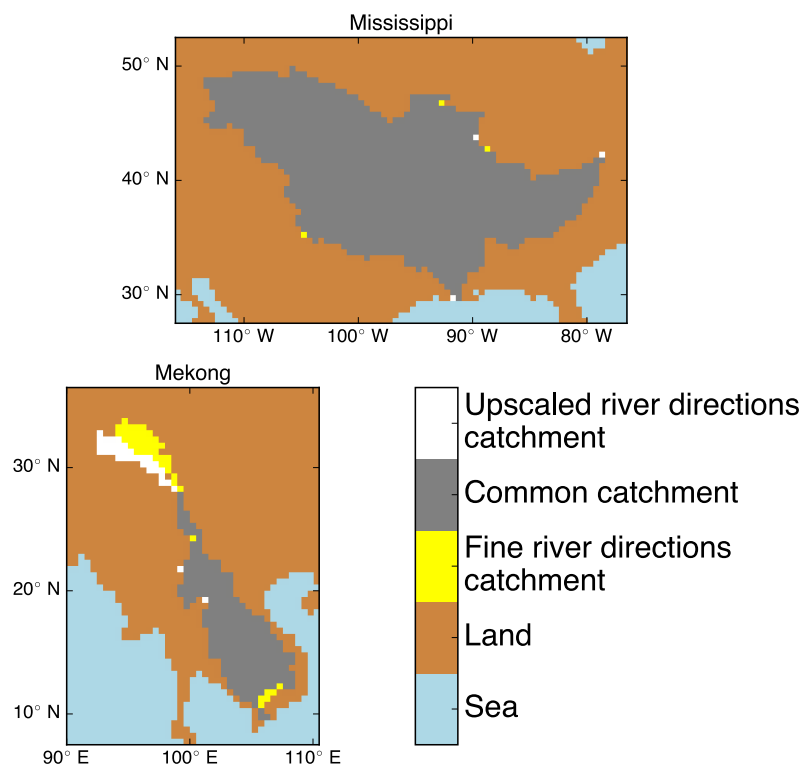 Mississippi
50° N
40° N
30° N
110° W 100° W 90° W 80° W
Mekong
30° N
20° N
10° N
90° E 100° E 110° E
Upscaled river directions
catchment
Common catchment
Fine river directions
catchment
Land
Sea